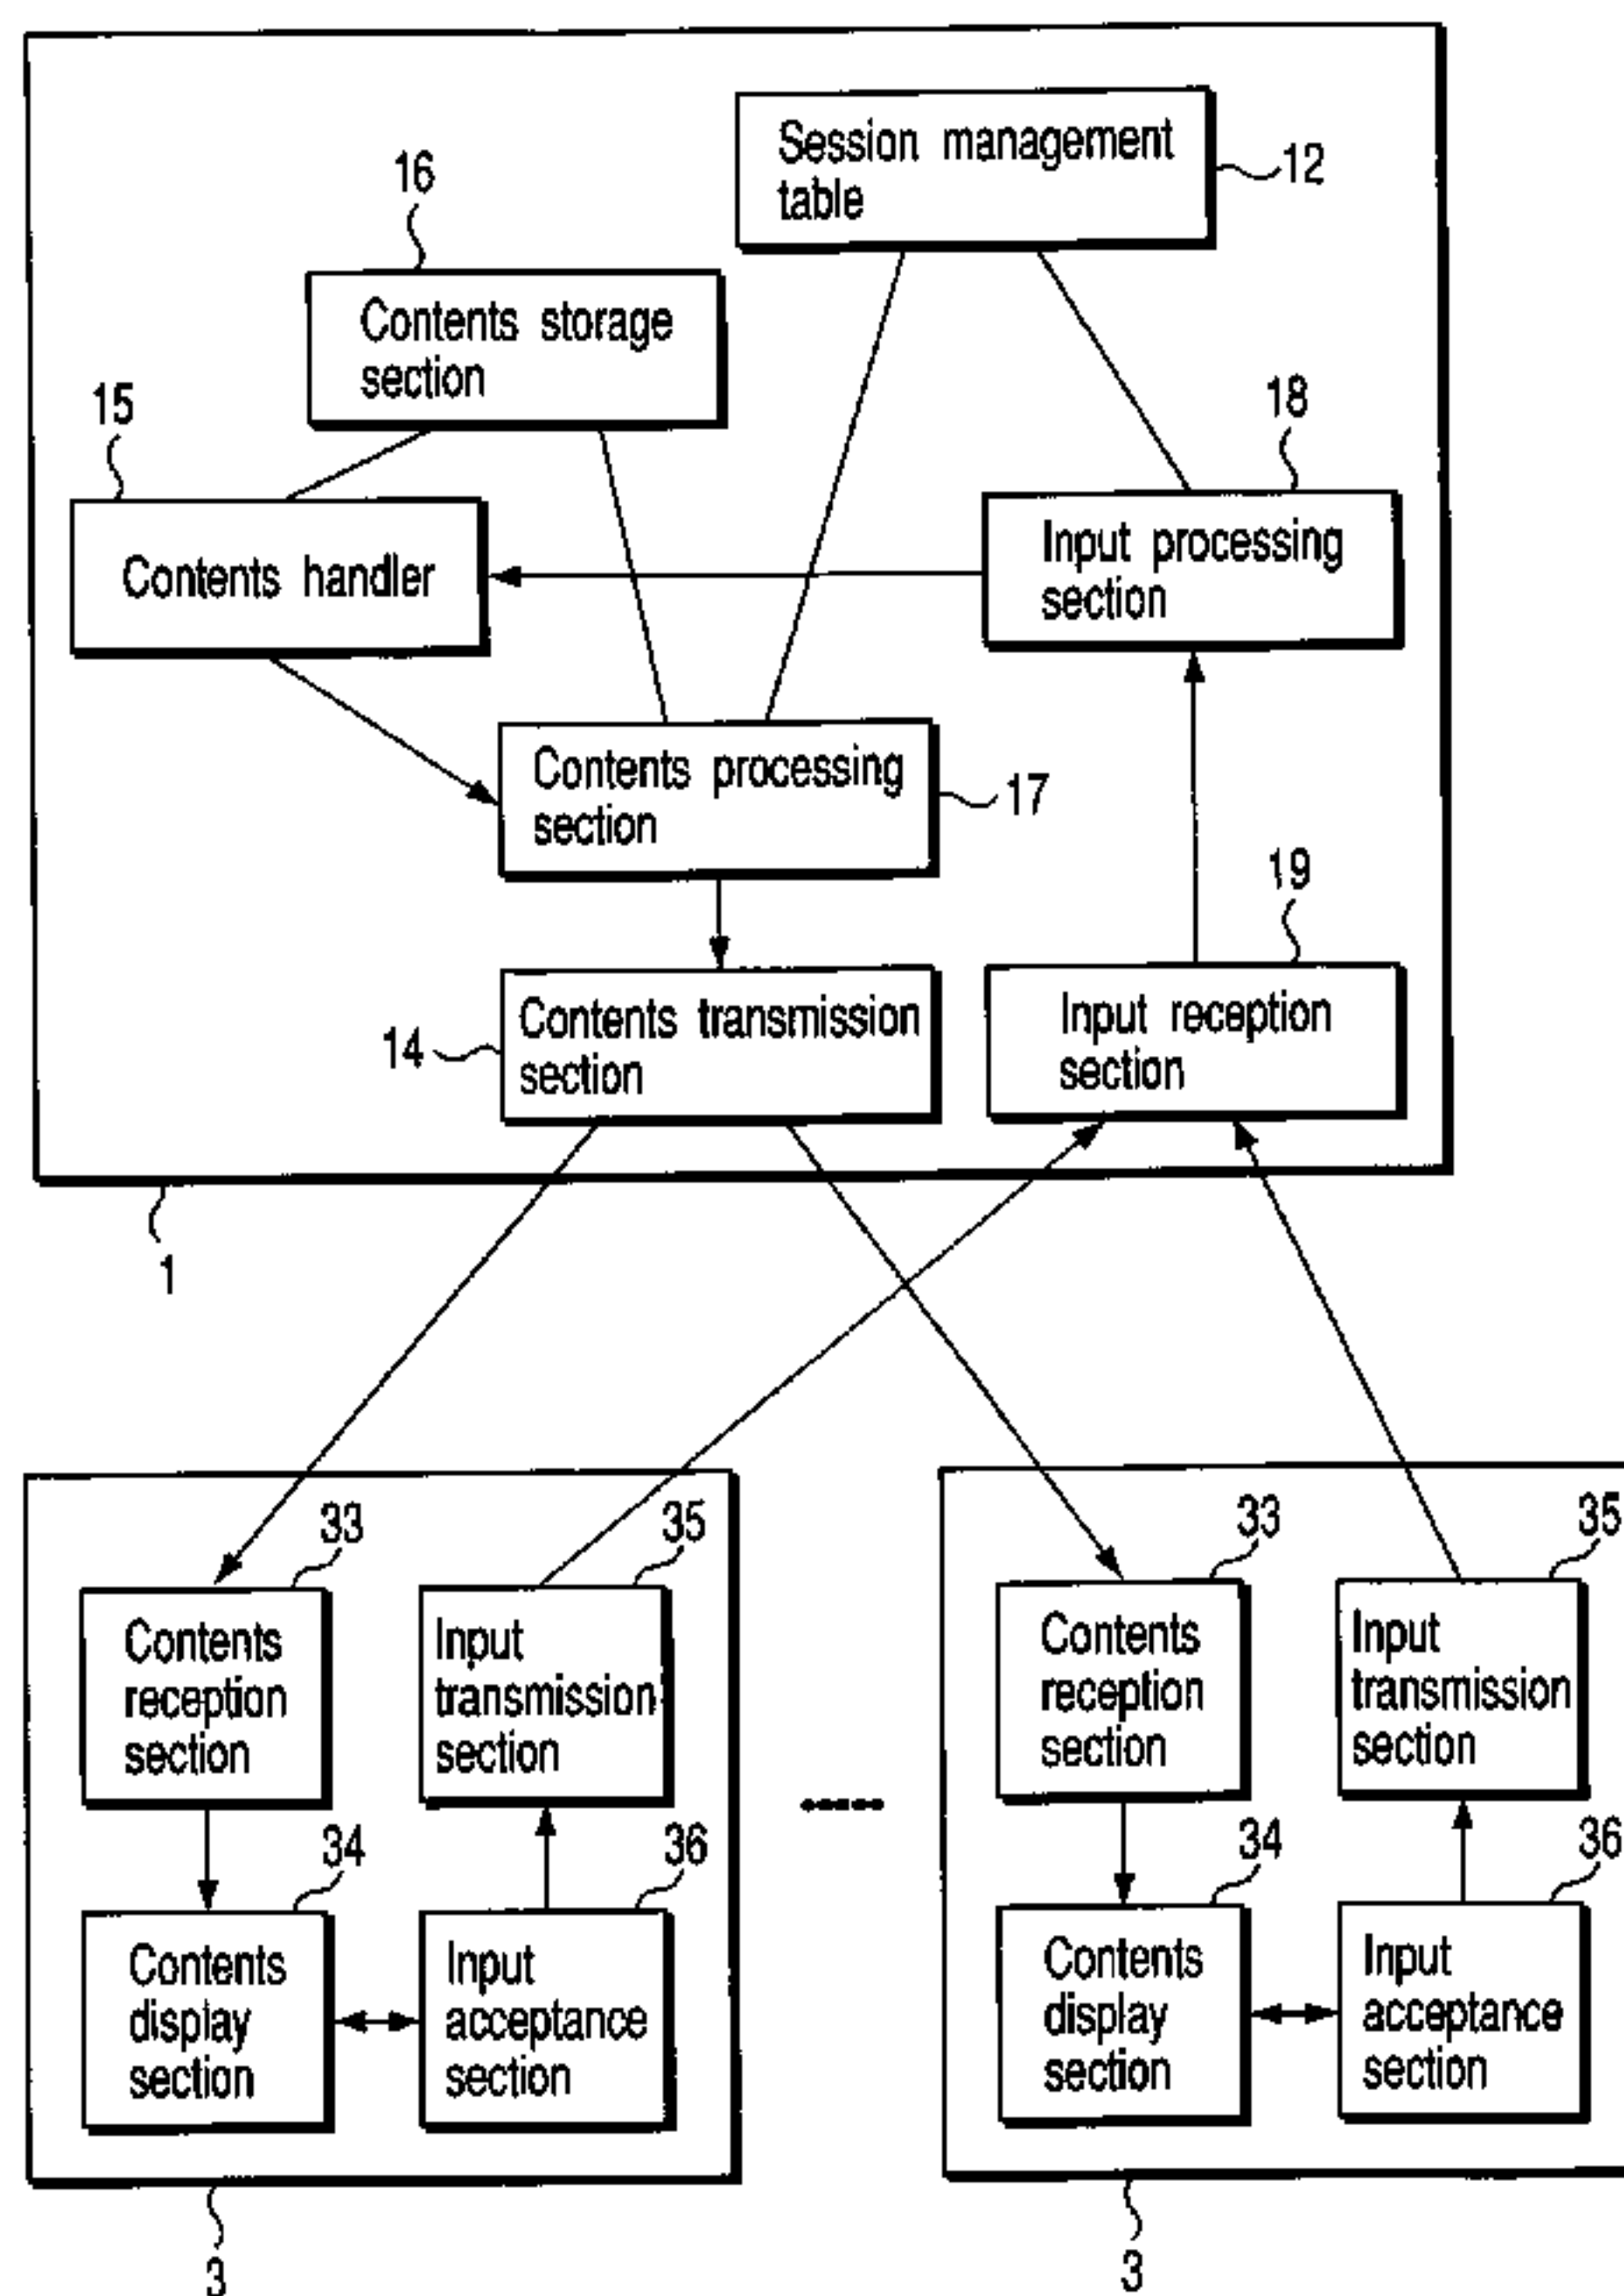 Session management
table
12
16
Contents storage
section
15
18
Contents handler
Input processing
section
Contents processing
section
17
19
Contents transmission
section
14
Input reception
section
1
33
35
Contents
reception
section
Input
transmission
section
34
36
Contents
display
section
Input
acceptance
section
3
33
35
Contents
reception
section
Input
transmission
section
34
36
Contents
display
section
Input
acceptance
section
3